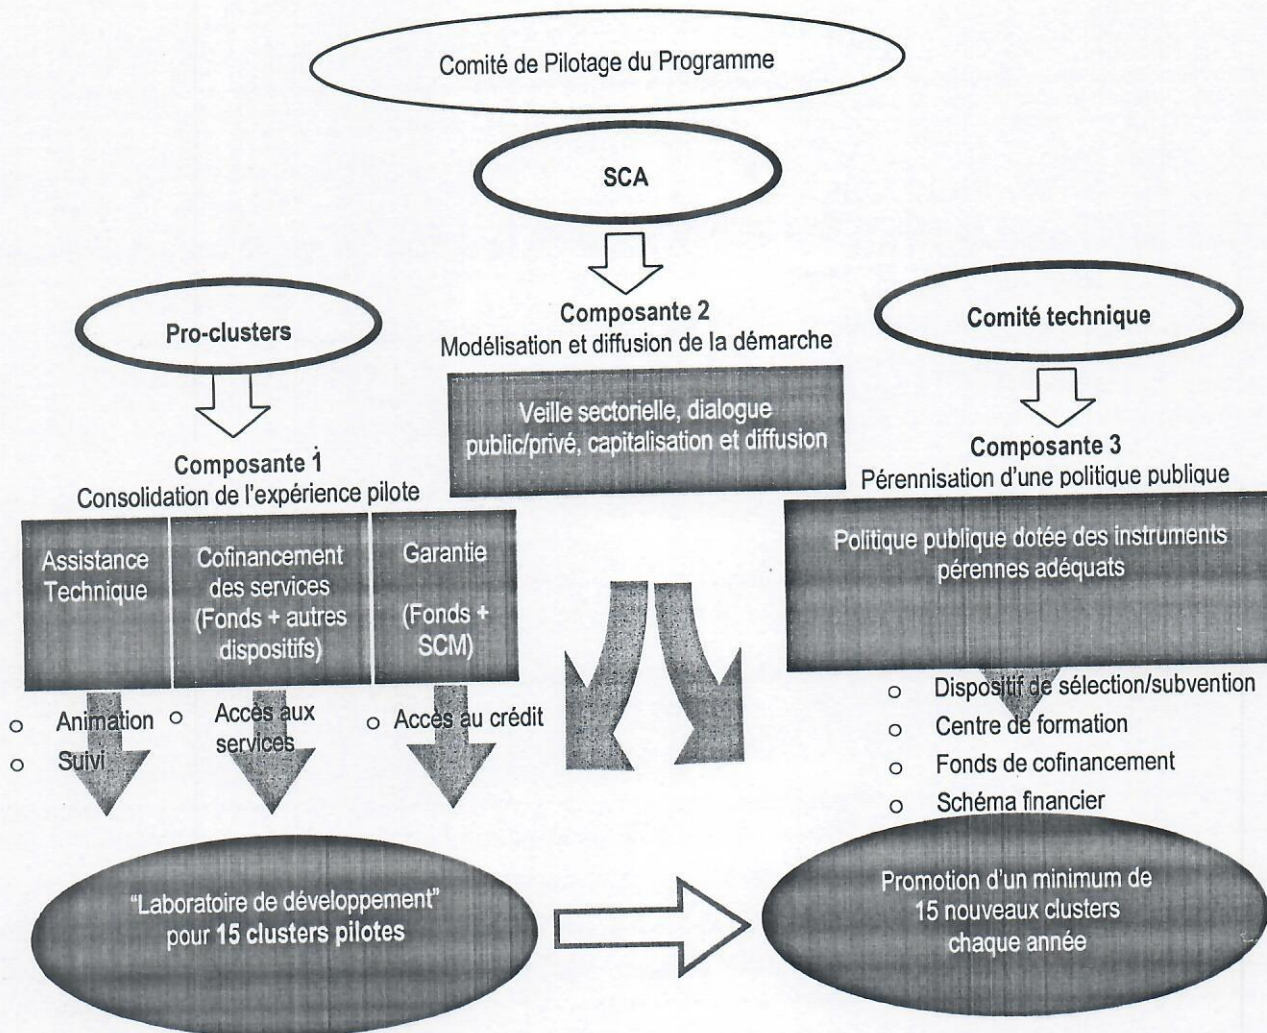 Comité de Pilotage du Programme
SCA
Pro-clusters
Composante 2
Modélisation et diffusion de la démarche
Comité technique
Veille sectorielle, dialogue
public/privé, capitalisation et diffusion
Composante 1
Consolidation de l'expérience pilote
Composante 3
Pérennisation d'une politique publique
Assistance
Technique
Cofinancement
des services
(Fonds + autres
dispositifs)
Garantie
(Fonds +
SCM)
Politique publique dotée des instruments
pérennes adéquats
o Animation
o Suivi
o Accès aux
services
o Accès au crédit
o Dispositif de sélection/subvention
o Centre de formation
o Fonds de cofinancement
o Schéma financier
"Laboratoire de développement"
pour 15 clusters pilotes
Promotion d'un minimum de
15 nouveaux clusters
chaque année